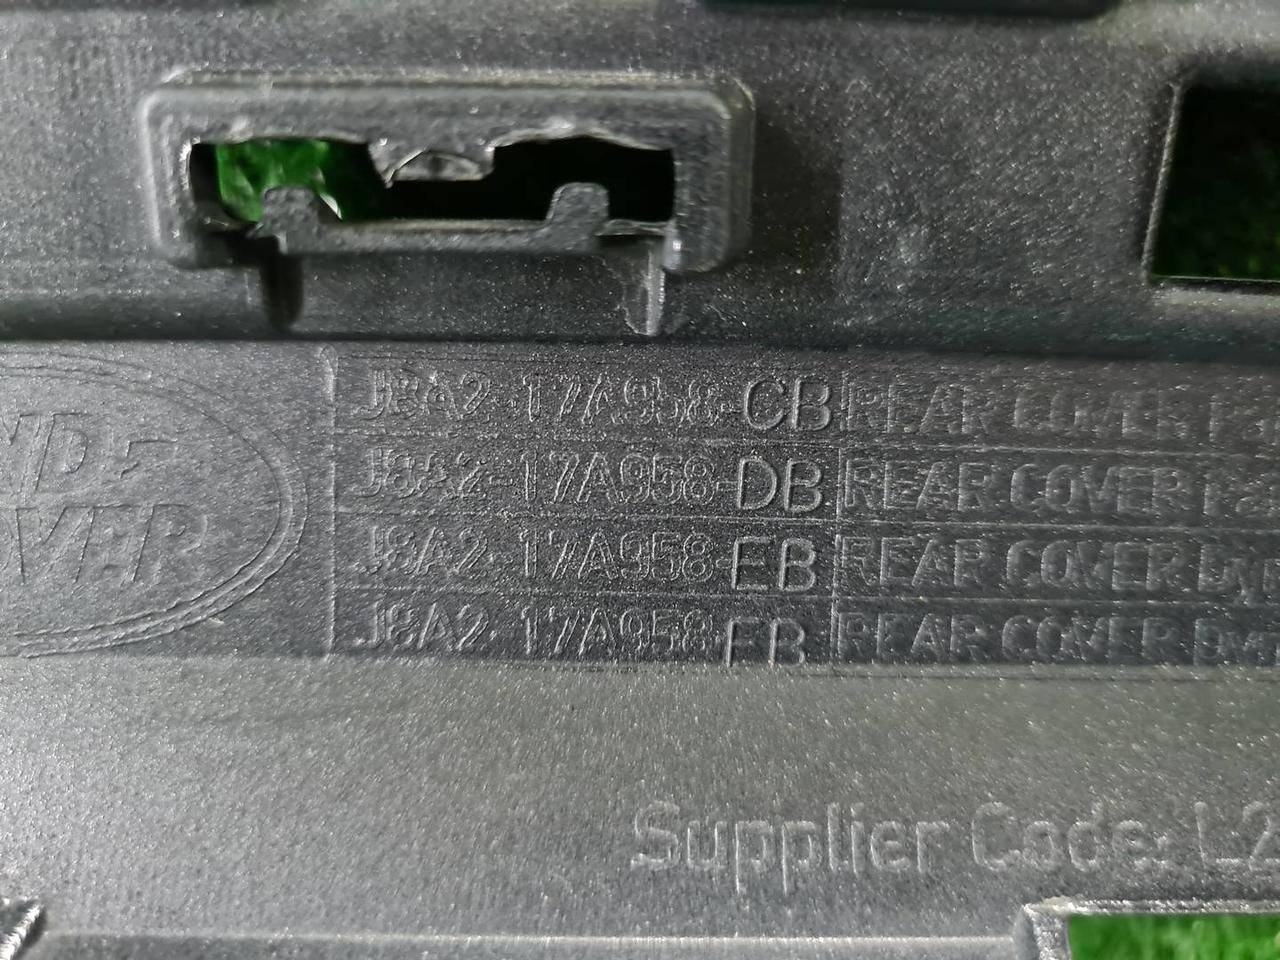 J8A2-17A958-CB REAR COVER
J8A2-17A958-DB REAR COVER
J8A2-17A958-EB REAR COVER
J8A2-17A958-FB REAR COVER
Supplier Code: L2